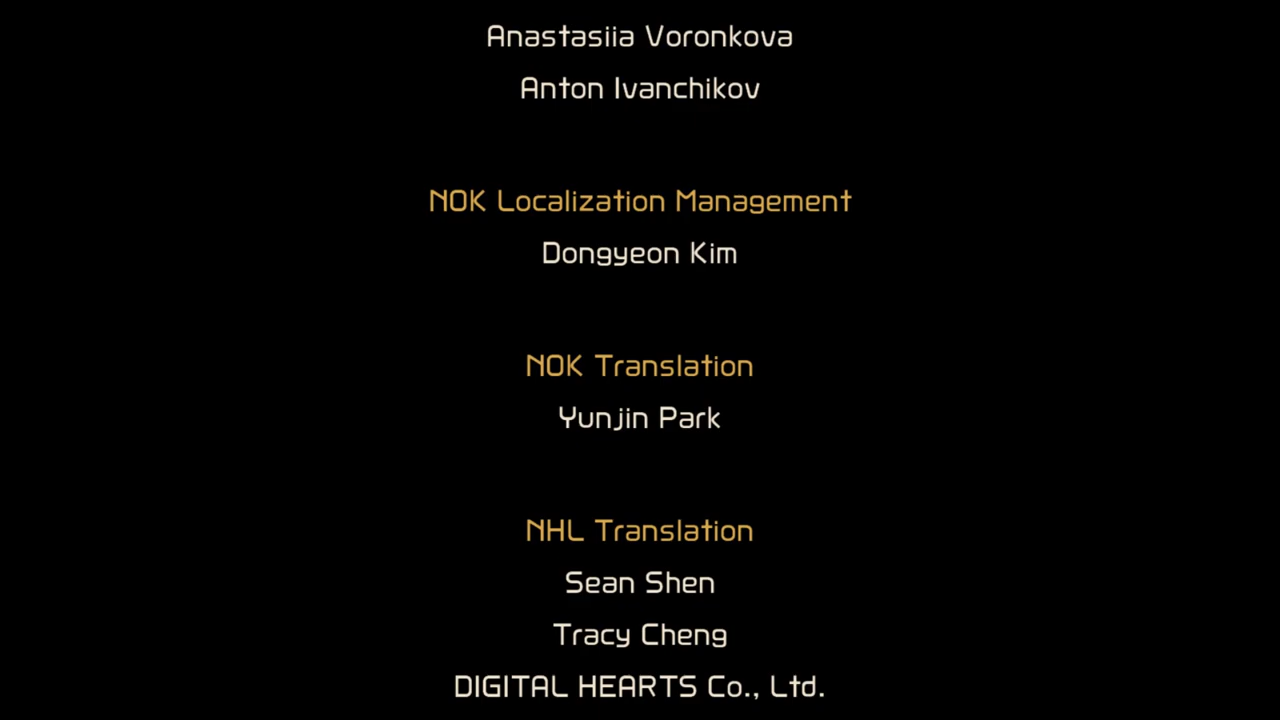 Anastasiia Voronkova
Anton Ivanchikov
NOK Localization Management
Dongyeon Kim
NOK Translation
Yunjin Park
NHL Translation
Sean Shen
Tracy Cheng
DIGITAL HEARTS Co., Ltd.